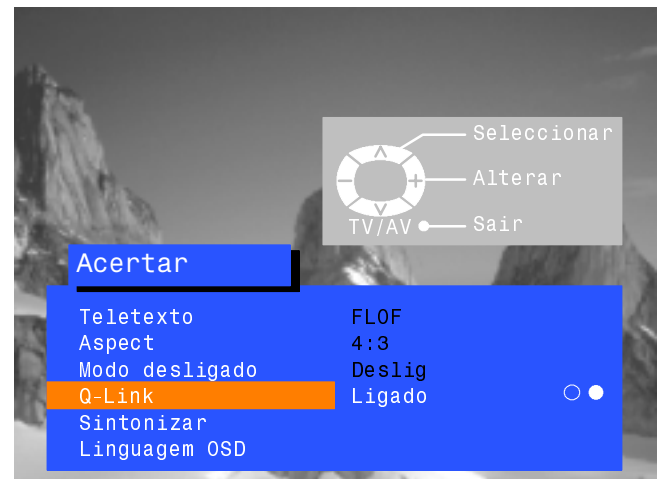 Seleccionar
Alterar
TV/AV Sair
Acertar
Teletexto FLOF
Aspect 4:3
Modo desligado Deslig
Q-Link Ligado
Sintonizar
Linguagem OSD